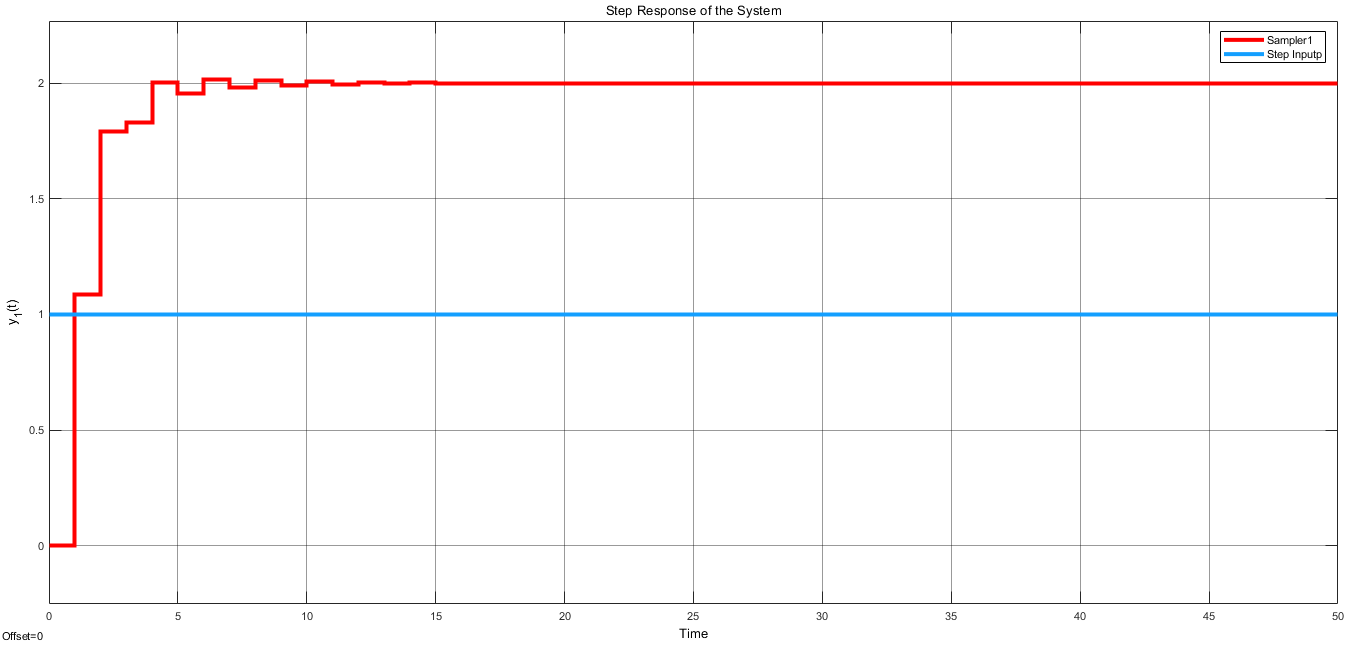 Step Response of the System
Sampler1
Step Inputp
2
1.5
1
0.5
0
y1(t)
0 5 10 15 20 25 30 35 40 45 50
Time
Offset=0